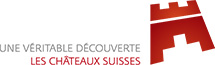 UNE VÉRITABLE DÉCOUVERTE
LES CHÂTEAUX SUISSES